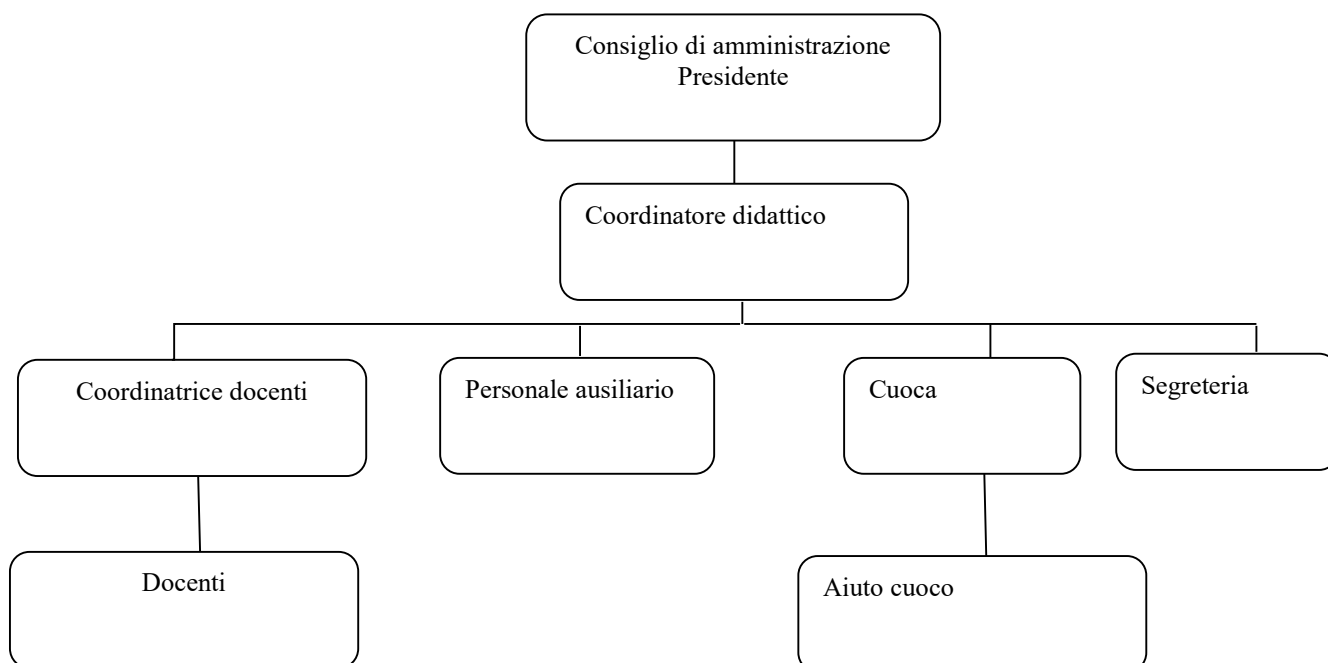 Consiglio di amministrazione
Presidente
Coordinatore didattico
Coordinatrice docenti
Personale ausiliario
Cuoca
Segreteria
Docenti
Aiuto cuoco